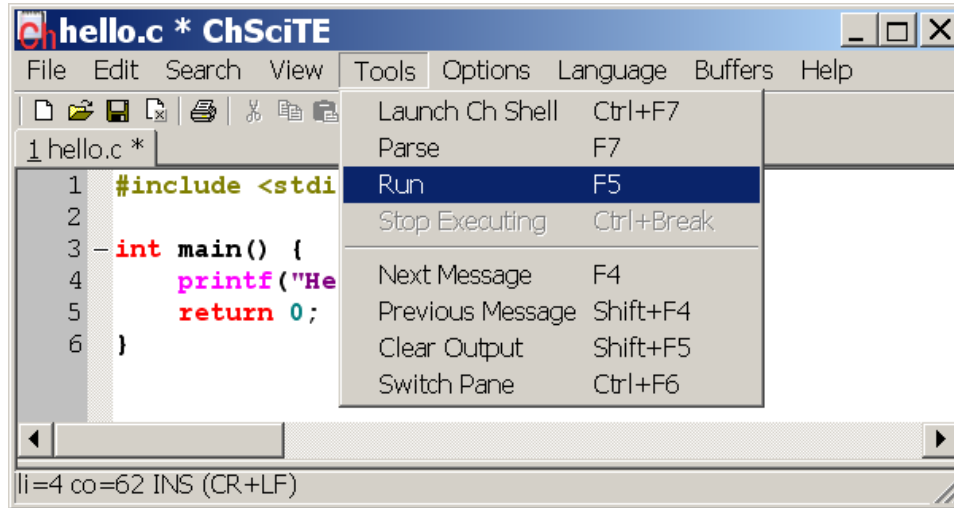 Ch hello.c * ChSciTE
File Edit Search View Tools Options Language Buffers Help
1 hello.c *
Launch Ch Shell Ctrl+F7
Parse F7
Run F5
Stop Executing Ctrl+Break
Next Message F4
Previous Message Shift+F4
Clear Output Shift+F5
Switch Pane Ctrl+F6
1 #include <stdi
2
3 int main() {
4 printf("He
5 return 0;
6 }
li=4 co=62 INS (CR+LF)